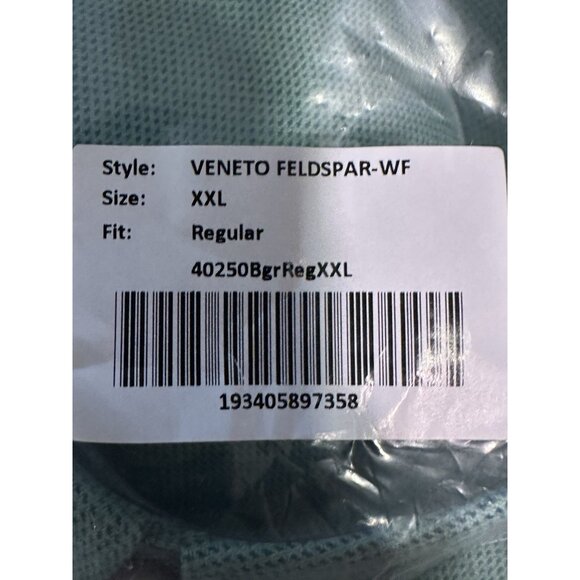 Style: VENETO FELDSPAR-WF
Size: XXL
Fit: Regular
40250BgrRegXXL
193405897358